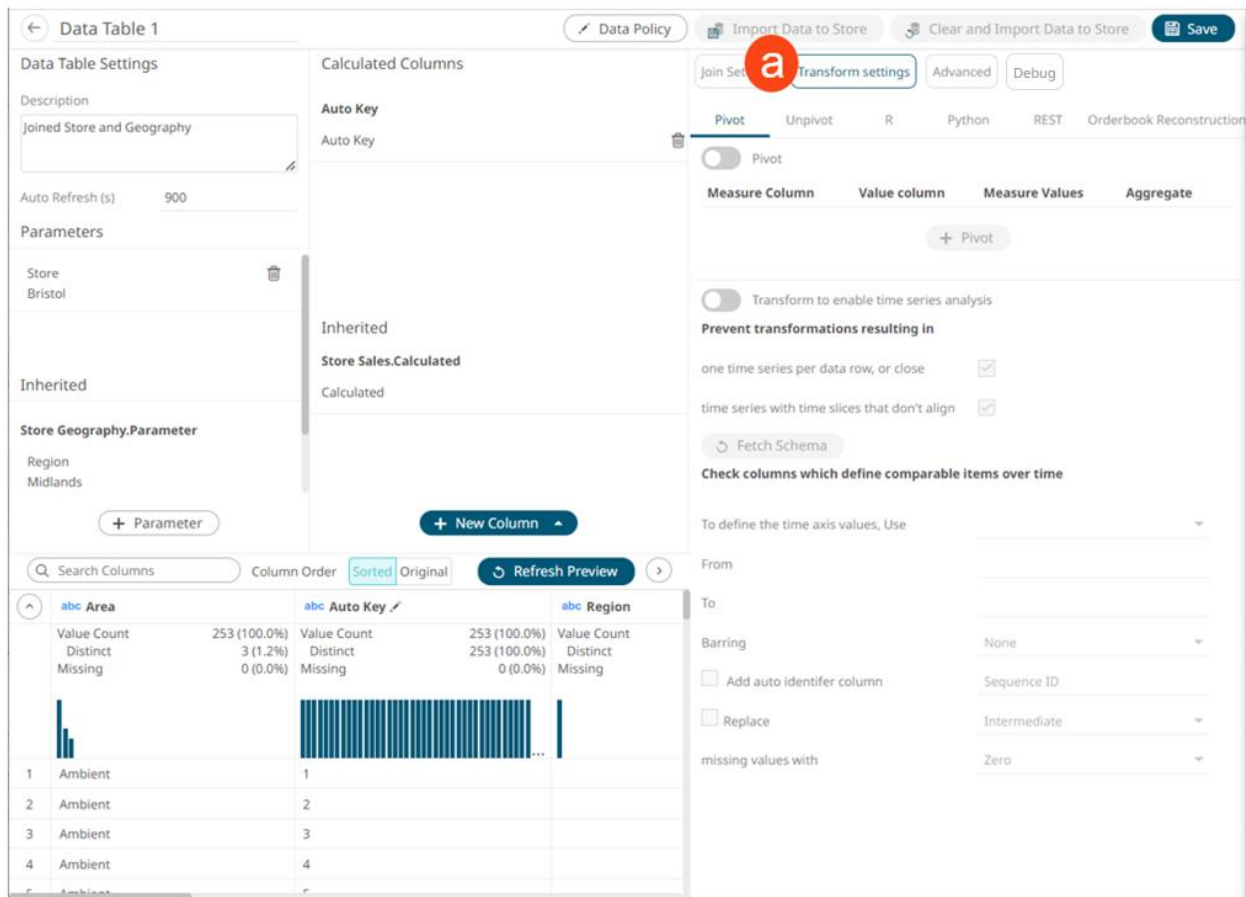 Data Table 1
Data Policy
Import Data to Store
Clear and Import Data to Store
Save
Data Table Settings
Description
Joined Store and Geography
Auto Refresh (s) 900
Parameters
Store
Bristol
Inherited
Store Geography.Parameter
Region
Midlands
+ Parameter
Calculated Columns
Auto Key
Auto Key
Inherited
Store Sales.Calculated
Calculated
+ New Column
Join Set
a
Transform settings
Advanced
Debug
Pivot Unpivot R Python REST Orderbook Reconstruction
Pivot
Measure Column Value column Measure Values Aggregate
+ Pivot
Transform to enable time series analysis
Prevent transformations resulting in
one time series per data row, or close
time series with time slices that don't align
Fetch Schema
Check columns which define comparable items over time
To define the time axis values, Use
From
To
Barring None
Add auto identifer column Sequence ID
Replace Intermediate
missing values with Zero
Search Columns Column Order Sorted Original Refresh Preview
abc Area abc Auto Key abc Region
Value Count 253 (100.0%) Value Count 253 (100.0%) Value Count
Distinct 3 (1.2%) Distinct 253 (100.0%) Distinct
Missing 0 (0.0%) Missing 0 (0.0%) Missing
...
1 Ambient 1
2 Ambient 2
3 Ambient 3
4 Ambient 4